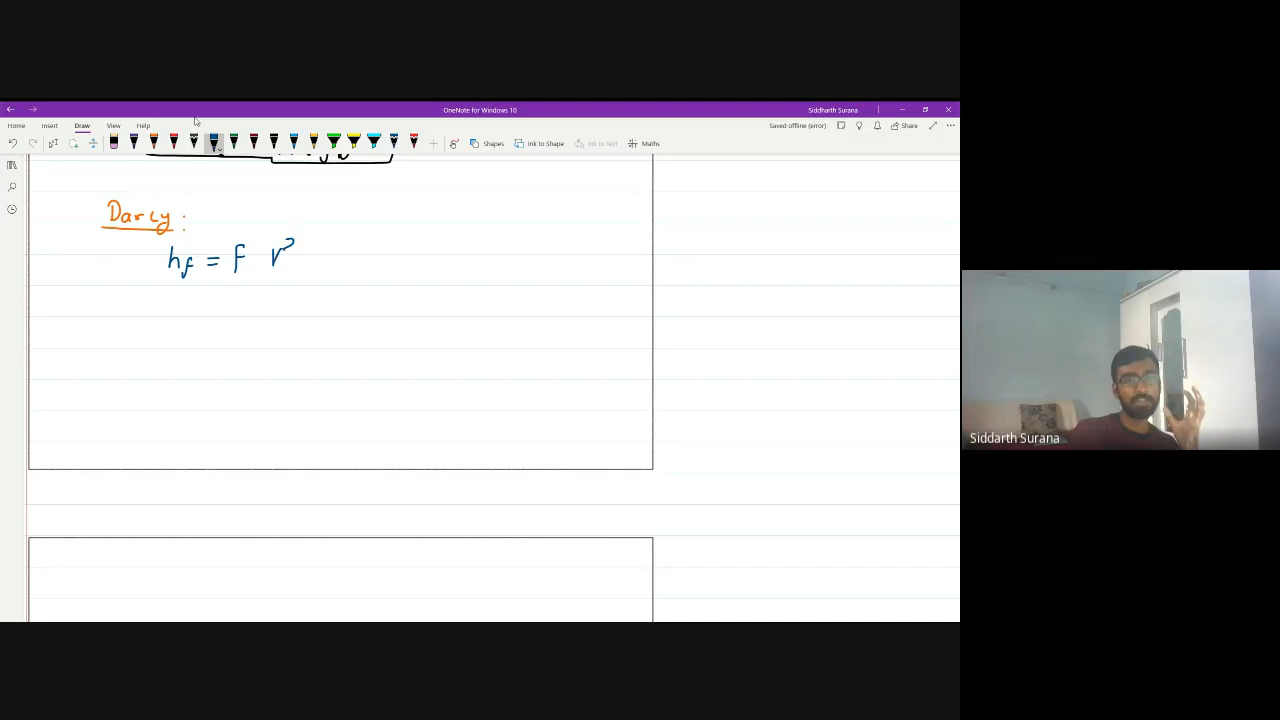 OneNote for Windows 10
Siddharth Surana
Home Insert Draw View Help
Saved offline (error)
Share
Shapes
Ink to Shape
Ink to Text
Maths
Darcy :
hf = f V²
Siddarth Surana